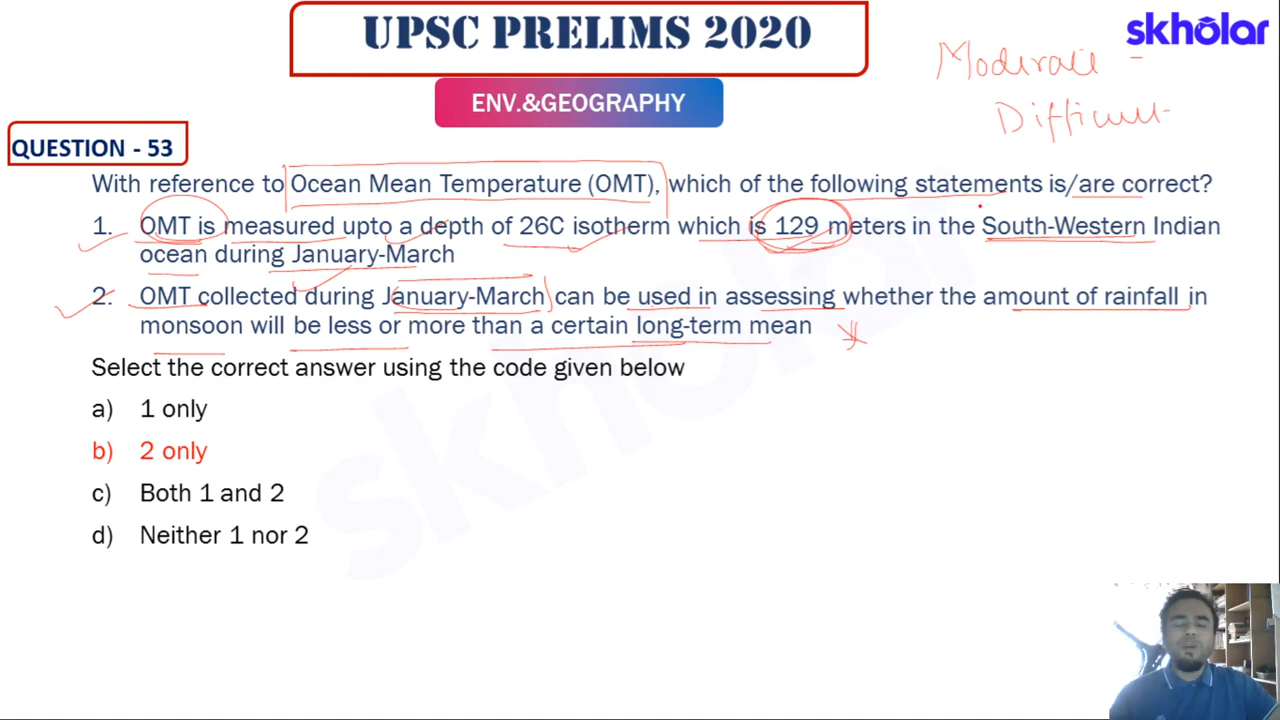 UPSC PRELIMS 2020
skholar
Moderate -
Difficult
ENV.&GEOGRAPHY
QUESTION - 53
With reference to Ocean Mean Temperature (OMT), which of the following statements is/are correct?
1. OMT is measured upto a depth of 26C isotherm which is 129 meters in the South-Western Indian
ocean during January-March
2. OMT collected during January-March can be used in assessing whether the amount of rainfall in
monsoon will be less or more than a certain long-term mean
Select the correct answer using the code given below
a) 1 only
b) 2 only
c) Both 1 and 2
d) Neither 1 nor 2
skholar